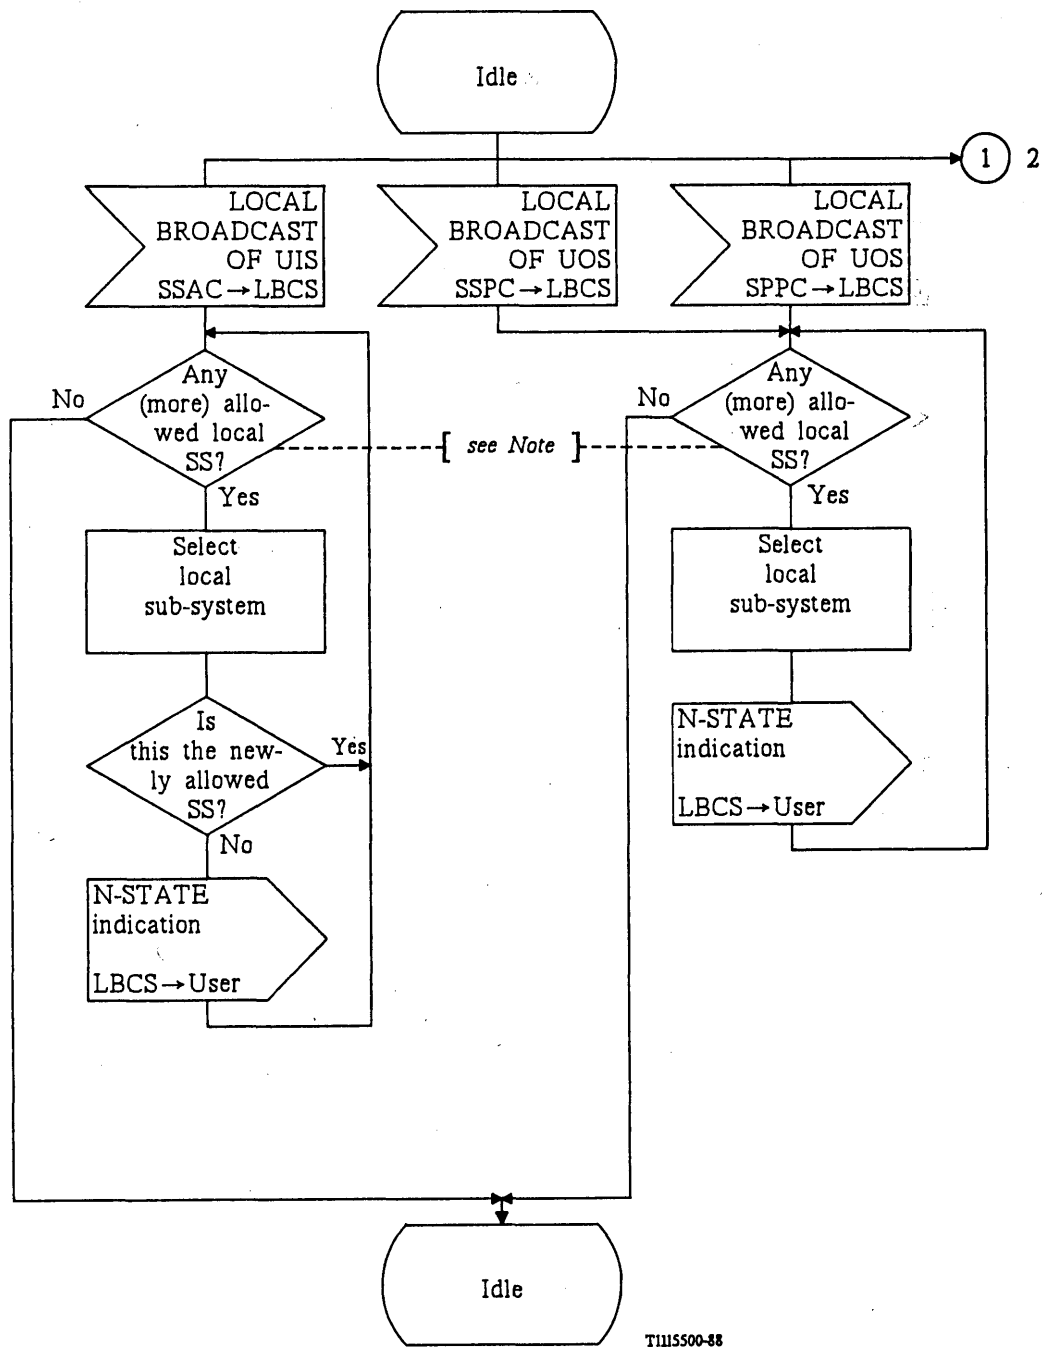 Idle
1 2
LOCAL
BROADCAST
OF UIS
SSAC→LBCS
LOCAL
BROADCAST
OF UOS
SSPC→LBCS
LOCAL
BROADCAST
OF UOS
SPPC→LBCS
No
Any
(more) allo-
wed local
SS?
Yes
[ see Note ]
No
Any
(more) allo-
wed local
SS?
Yes
Select
local
sub-system
Select
local
sub-system
Is
this the new-
ly allowed
SS?
Yes
No
N-STATE
indication
LBCS→User
N-STATE
indication
LBCS→User
Idle
T1115500-88